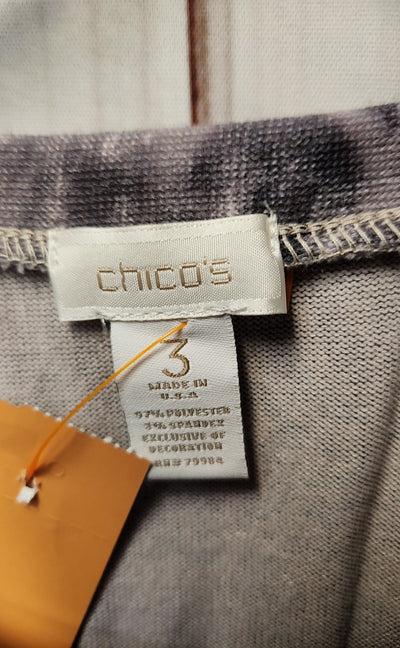 chico's
3
MADE IN
U.S.A
97% POLYESTER
3% SPANDEX
EXCLUSIVE OF
DECORATION
RN# 79984